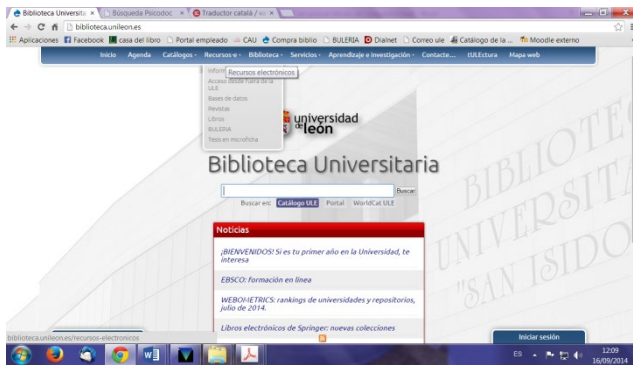 Biblioteca Universita
Búsqueda Psicodoc
Traductor català / va
biblioteca.unileon.es
Aplicaciones Facebook casa del libro Portal empleado CAU Compra biblio BULERIA Dialnet Correo ule Catálogo de la ... Moodle externo
Inicio Agenda Catálogos Recursos-e Biblioteca Servicios Aprendizaje e investigación Contacte... tULEctura Mapa web
Recursos electrónicos
Acceso desde fuera de la
ULE
Bases de datos
Revistas
Libros
BULERIA
Tesis en microficha
universidad
de león
Biblioteca Universitaria
Buscar
Buscar en: Catálogo ULE Portal WorldCat ULE
Noticias
¡BIENVENIDOS! Si es tu primer año en la Universidad, te
interesa
EBSCO: formación en línea
WEBOMETRICS: rankings de universidades y repositorios,
julio de 2014.
Libros electrónicos de Springer: nuevas colecciones
BIBLIOTE
UNIVERSITA
"SAN ISIDO
biblioteca.unileon.es/recursos-electronicos
Iniciar sesión
ES
12:09
16/09/2014